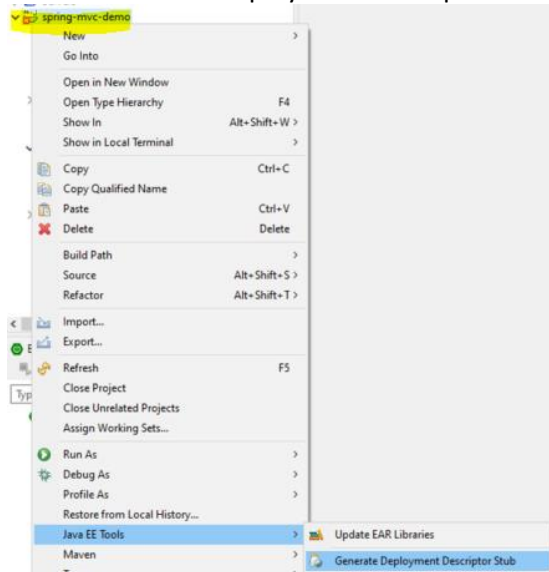 spring-mvc-demo
New
Go Into
Open in New Window
Open Type Hierarchy F4
Show In Alt+Shift+W >
Show in Local Terminal
Copy Ctrl+C
Copy Qualified Name
Paste Ctrl+V
Delete Delete
Build Path
Source Alt+Shift+S >
Refactor Alt+Shift+T >
Import...
Export...
Refresh F5
Close Project
Close Unrelated Projects
Assign Working Sets...
Run As
Debug As
Profile As
Restore from Local History...
Java EE Tools
Update EAR Libraries
Maven
Generate Deployment Descriptor Stub